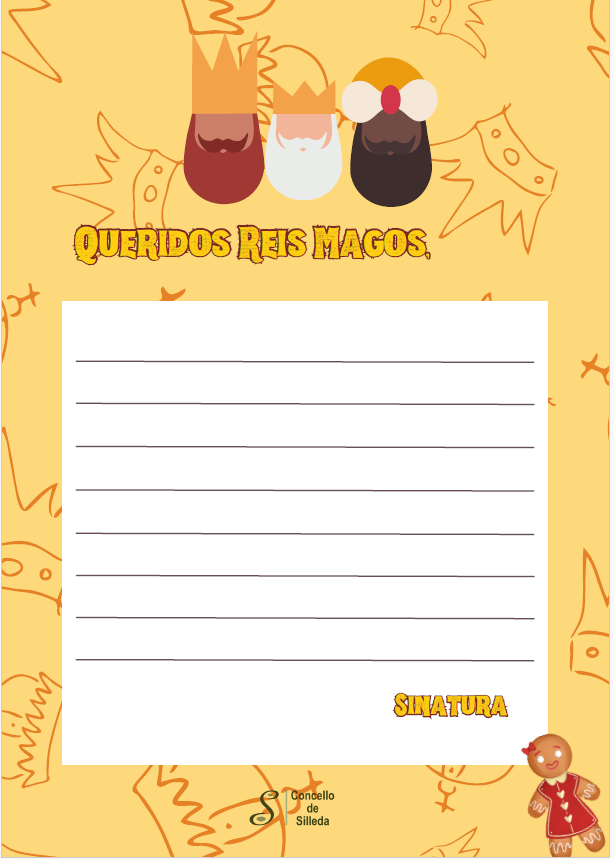 QUERIDOS REIS MAGOS,
SINATURA
Concello
de
Silleda